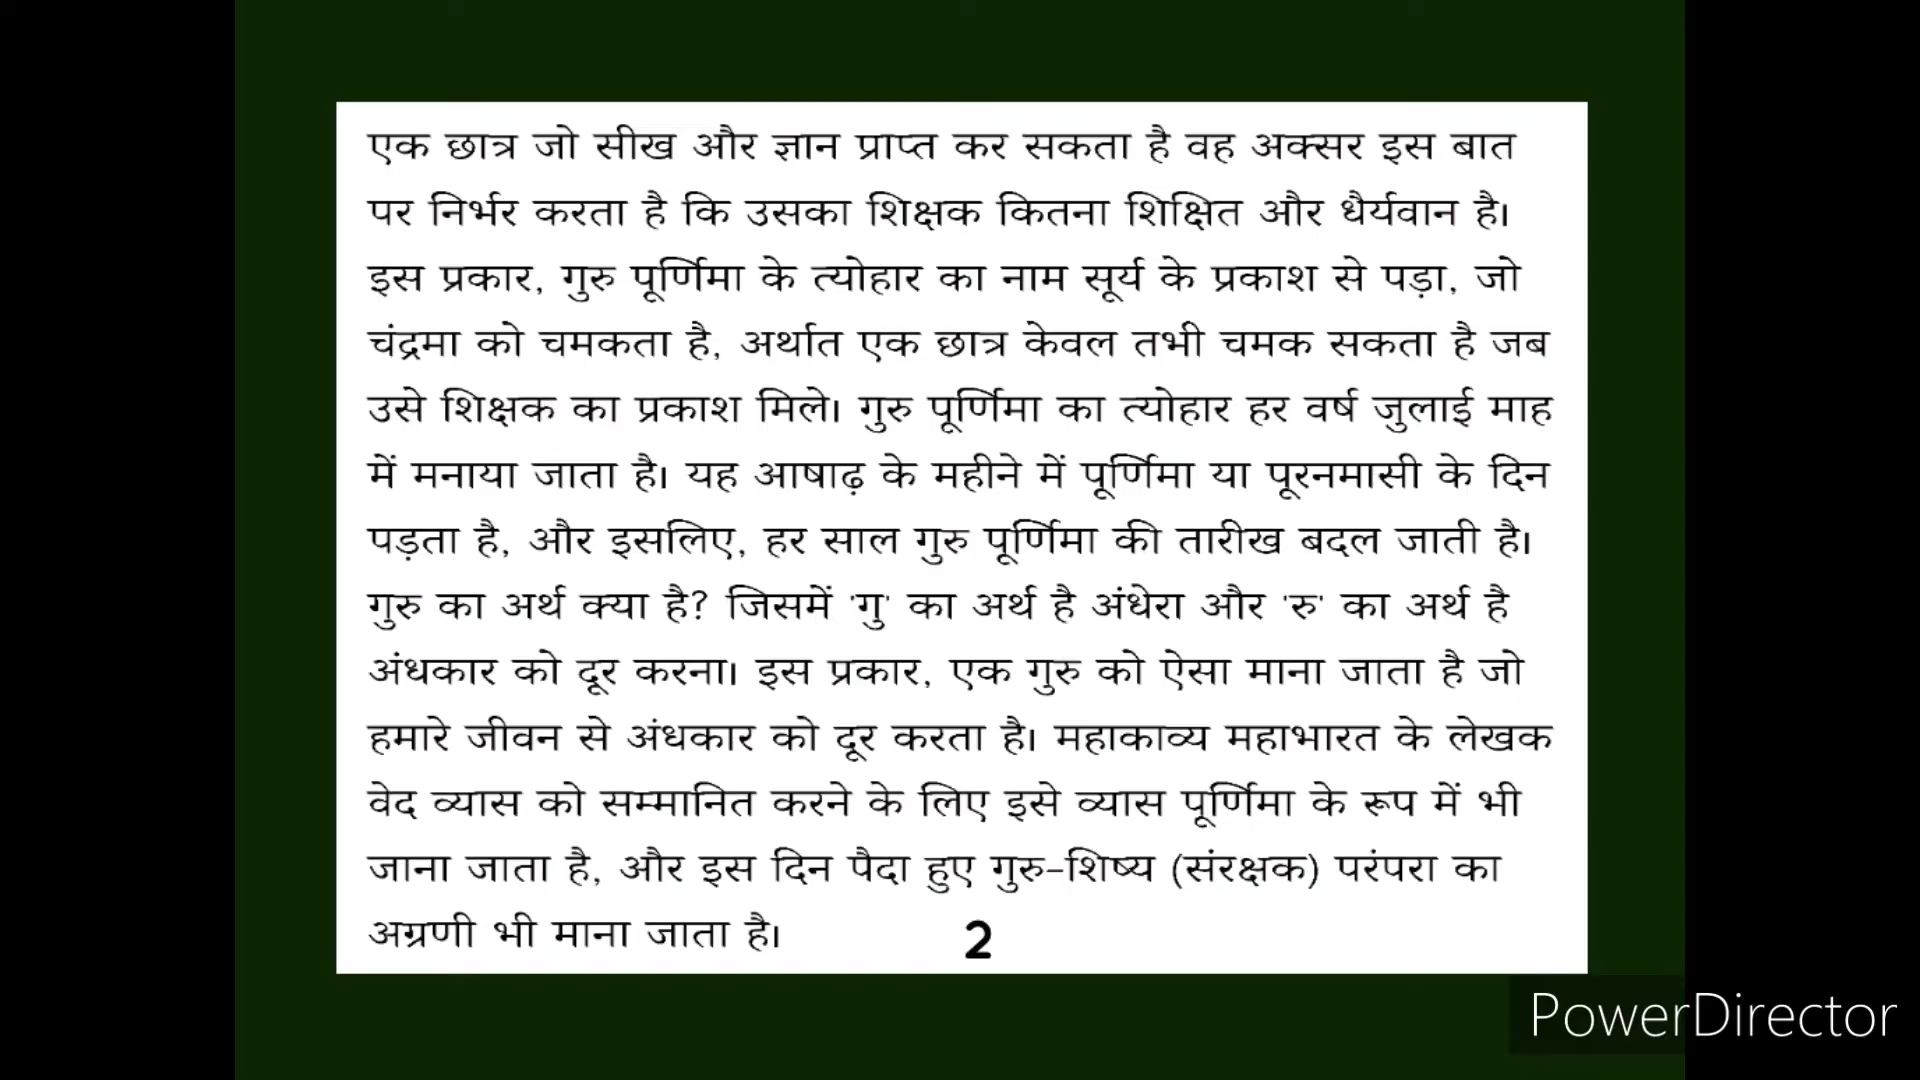 एक छात्र जो सीख और ज्ञान प्राप्त कर सकता है वह अक्सर इस बात
पर निर्भर करता है कि उसका शिक्षक कितना शिक्षित और धैर्यवान है।
इस प्रकार, गुरु पूर्णिमा के त्योहार का नाम सूर्य के प्रकाश से पड़ा, जो
चंद्रमा को चमकता है, अर्थात एक छात्र केवल तभी चमक सकता है जब
उसे शिक्षक का प्रकाश मिले। गुरु पूर्णिमा का त्योहार हर वर्ष जुलाई माह
में मनाया जाता है। यह आषाढ़ के महीने में पूर्णिमा या पूरनमासी के दिन
पड़ता है, और इसलिए, हर साल गुरु पूर्णिमा की तारीख बदल जाती है।
गुरु का अर्थ क्या है? जिसमें 'गु' का अर्थ है अंधेरा और 'रु' का अर्थ है
अंधकार को दूर करना। इस प्रकार, एक गुरु को ऐसा माना जाता है जो
हमारे जीवन से अंधकार को दूर करता है। महाकाव्य महाभारत के लेखक
वेद व्यास को सम्मानित करने के लिए इसे व्यास पूर्णिमा के रूप में भी
जाना जाता है, और इस दिन पैदा हुए गुरु-शिष्य (संरक्षक) परंपरा का
अग्रणी भी माना जाता है। 2
PowerDirector